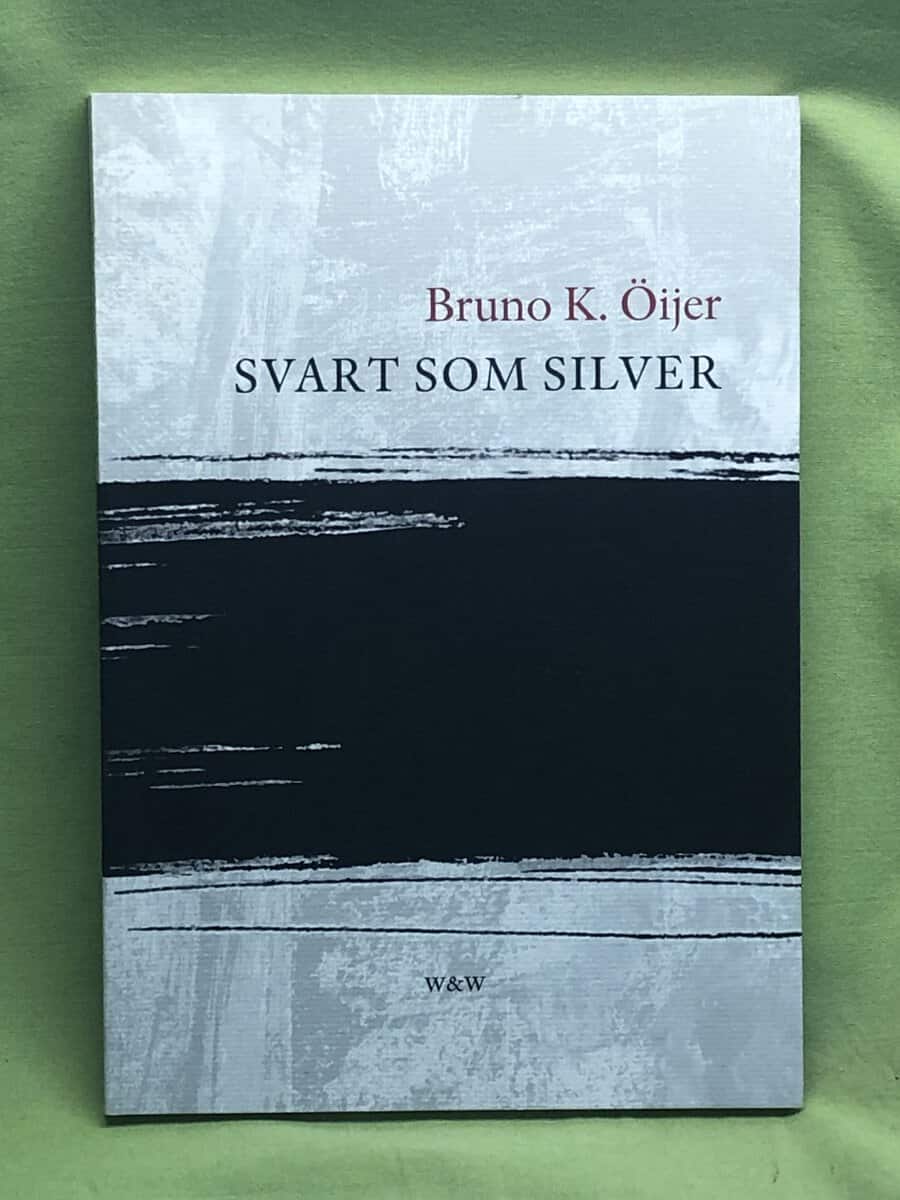 Bruno K. Öijer
SVART SOM SILVER
W&W